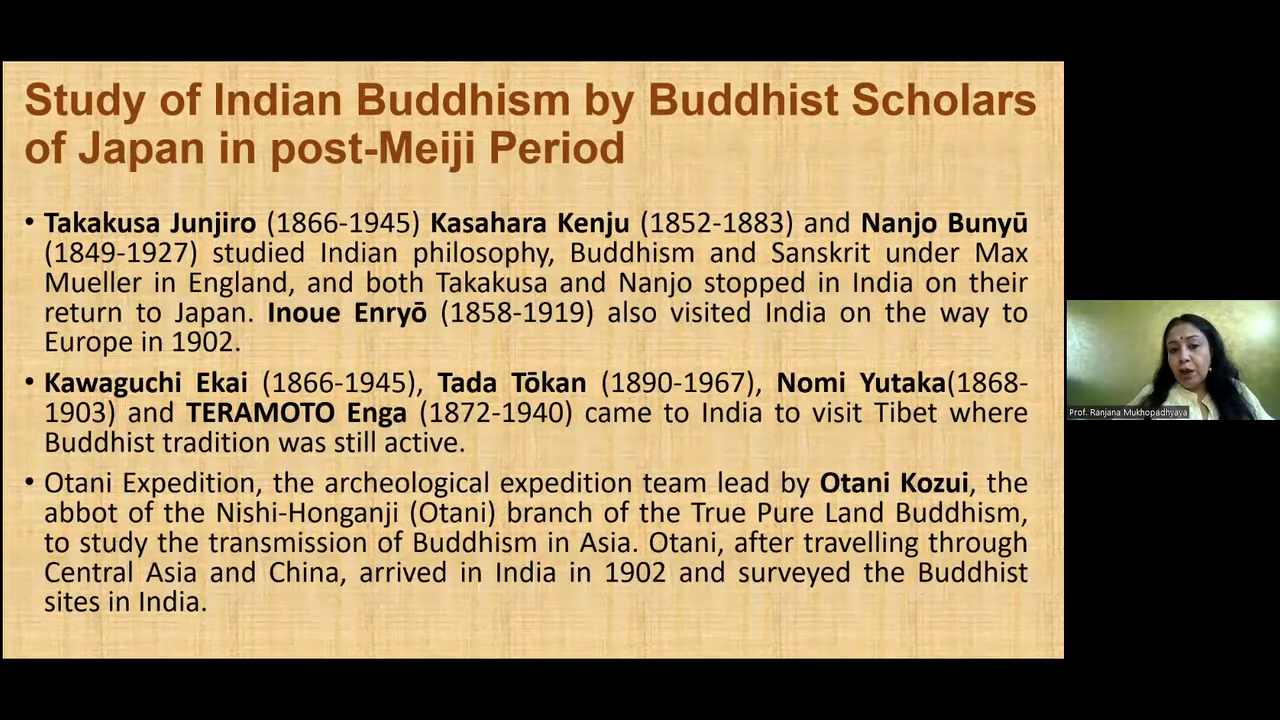 Study of Indian Buddhism by Buddhist Scholars
of Japan in post-Meiji Period
• Takakusa Junjiro (1866-1945) Kasahara Kenju (1852-1883) and Nanjo Bunyū
(1849-1927) studied Indian philosophy, Buddhism and Sanskrit under Max
Mueller in England, and both Takakusa and Nanjo stopped in India on their
return to Japan. Inoue Enryō (1858-1919) also visited India on the way to
Europe in 1902.
• Kawaguchi Ekai (1866-1945), Tada Tōkan (1890-1967), Nomi Yutaka(1868-
1903) and TERAMOTO Enga (1872-1940) came to India to visit Tibet where
Buddhist tradition was still active.
• Otani Expedition, the archeological expedition team lead by Otani Kozui, the
abbot of the Nishi-Honganji (Otani) branch of the True Pure Land Buddhism,
to study the transmission of Buddhism in Asia. Otani, after travelling through
Central Asia and China, arrived in India in 1902 and surveyed the Buddhist
sites in India.
Prof. Ranjana Mukhopadhyaya